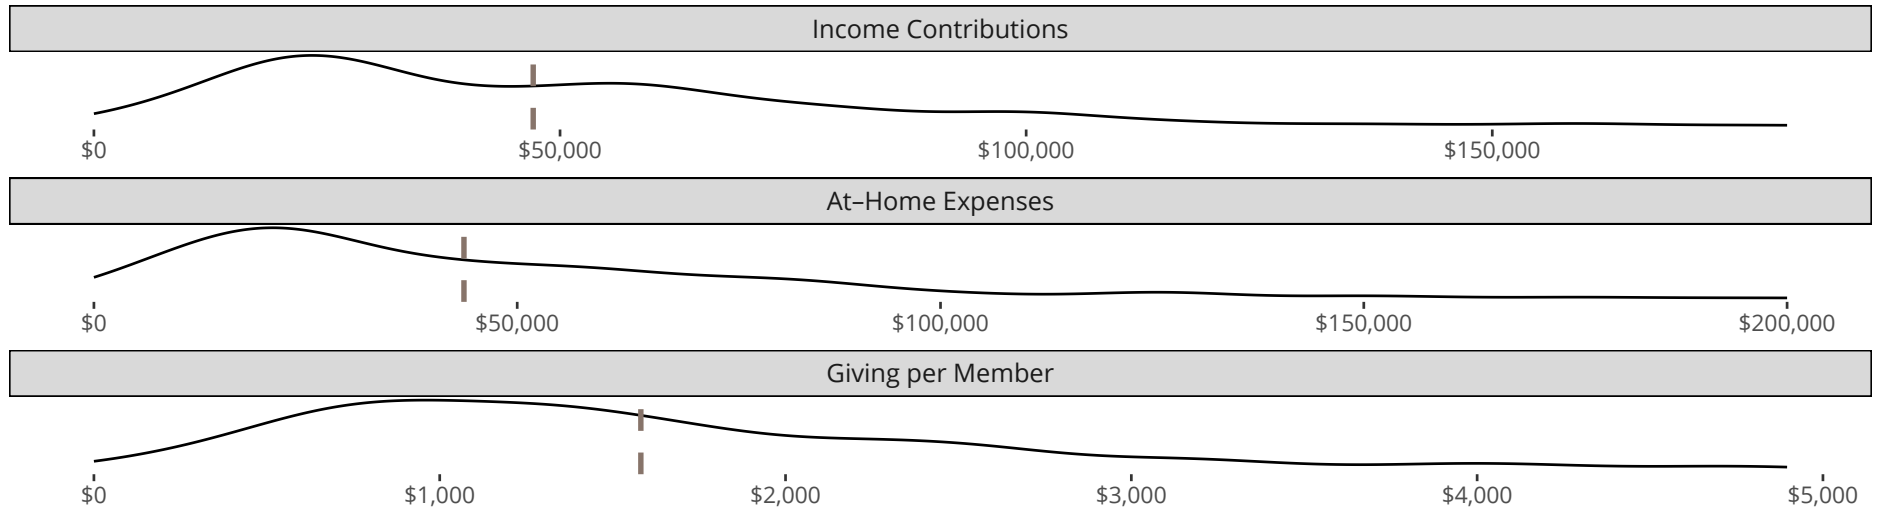 Income Contributions
$0 $50,000 $100,000 $150,000
At–Home Expenses
$0 $50,000 $100,000 $150,000 $200,000
Giving per Member
$0 $1,000 $2,000 $3,000 $4,000 $5,000